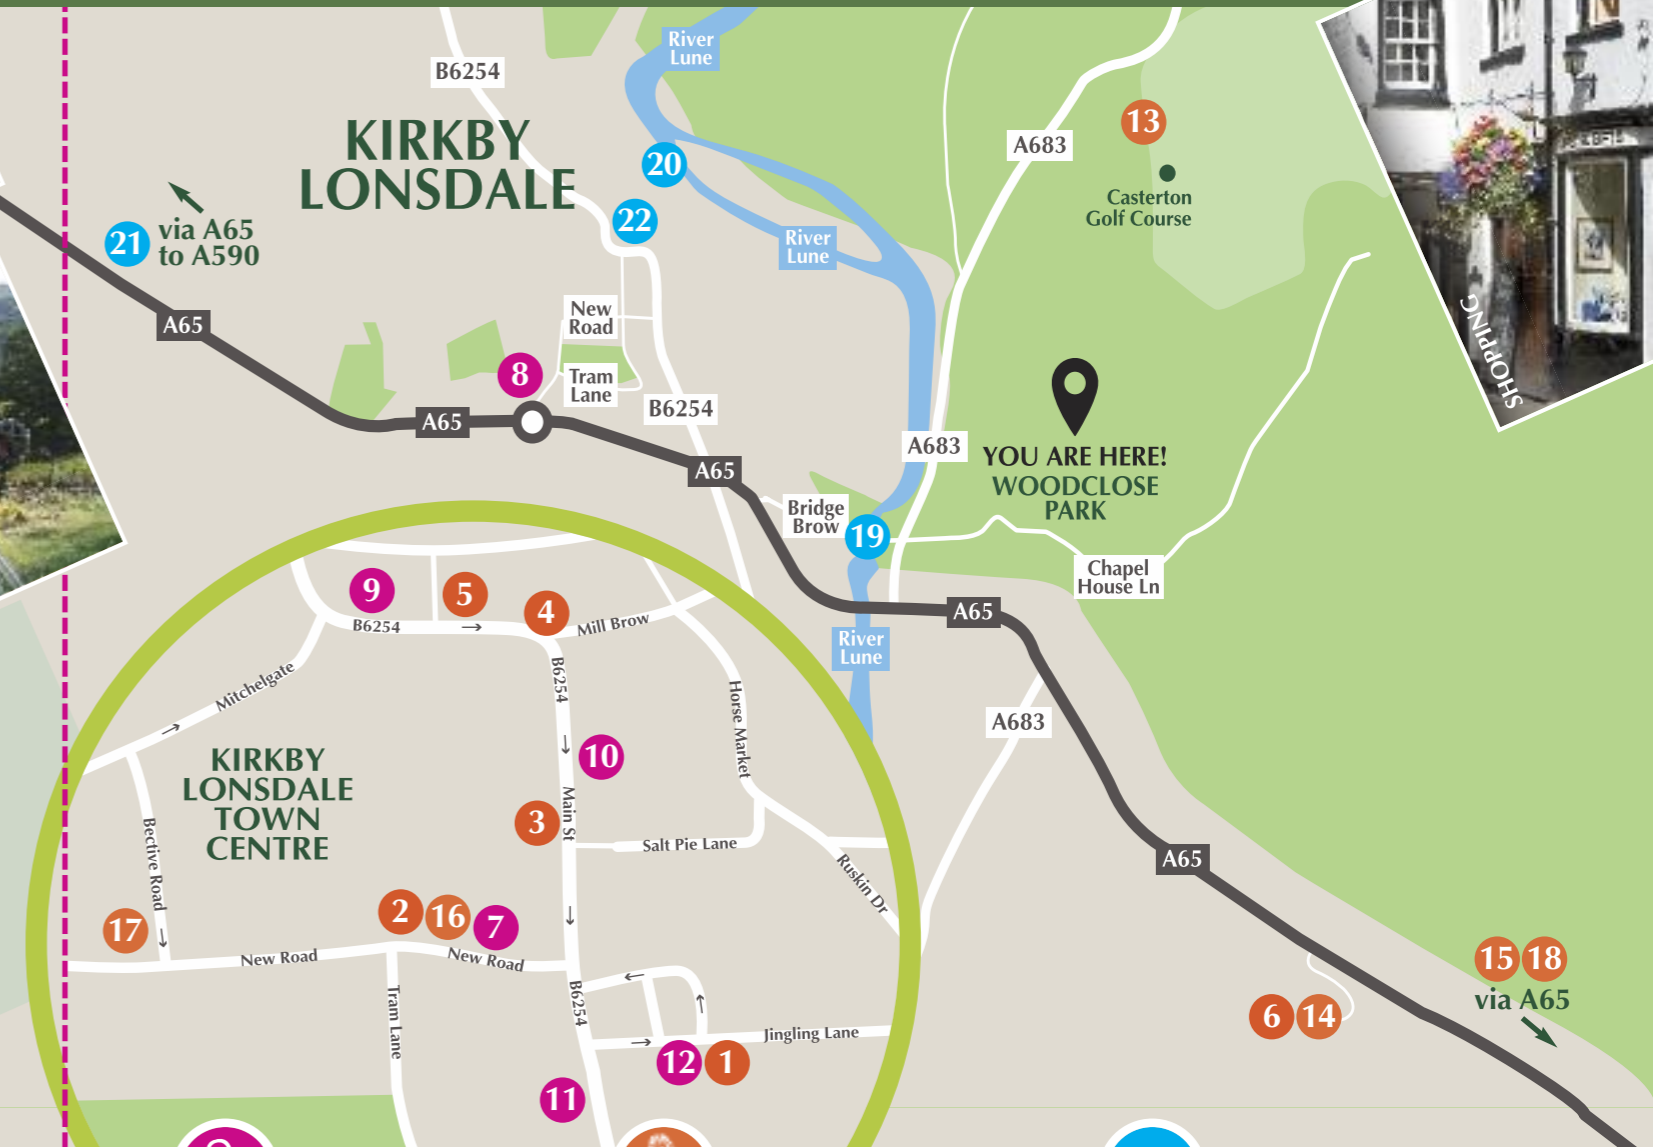 River
Lune
B6254
KIRKBY
LONSDALE
20
22
River
Lune
21
via A65
to A590
A65
A683
13
Casterton
Golf Course
SHOPPING
New
Road
8
Tram
Lane
A65
B6254
A65
A683
YOU ARE HERE!
WOODCLOSE
PARK
Bridge
Brow
19
Chapel
House Ln
A65
River
Lune
A683
A65
15
18
via A65
6
14
9
5
4
B6254
→
Mill Brow
Mitchelgate
→
B6254
→
Horse Market
10
KIRKBY
LONSDALE
TOWN
CENTRE
3
Main St
Salt Pie Lane
Ruskin Dr
Bective Road
→
17
2
16
7
→
New Road
New Road
Tram Lane
B6254
←
→
→
Jingling Lane
12
1
11